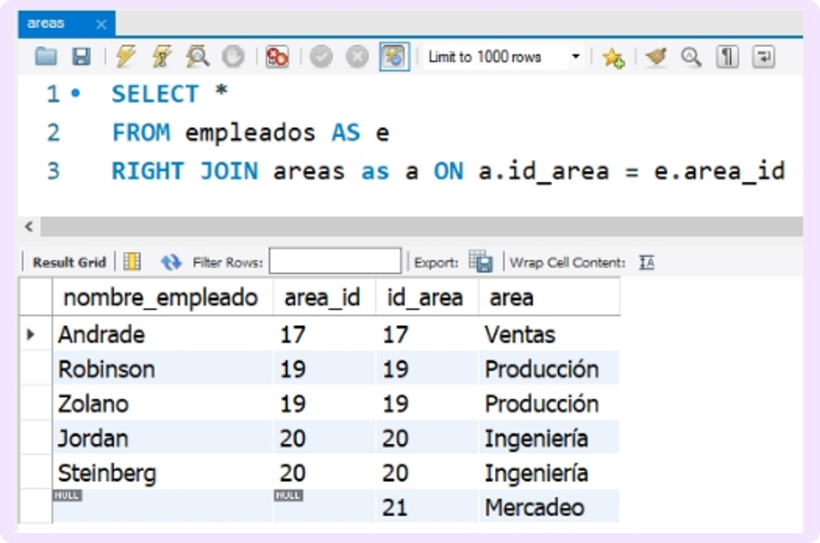 areas
Limit to 1000 rows
1 SELECT *
2 FROM empleados AS e
3 RIGHT JOIN areas as a ON a.id_area = e.area_id
Result Grid Filter Rows: Export: Wrap Cell Content:
nombre_empleado area_id id_area area
Andrade 17 17 Ventas
Robinson 19 19 Producción
Zolano 19 19 Producción
Jordan 20 20 Ingeniería
Steinberg 20 20 Ingeniería
NULL NULL 21 Mercadeo